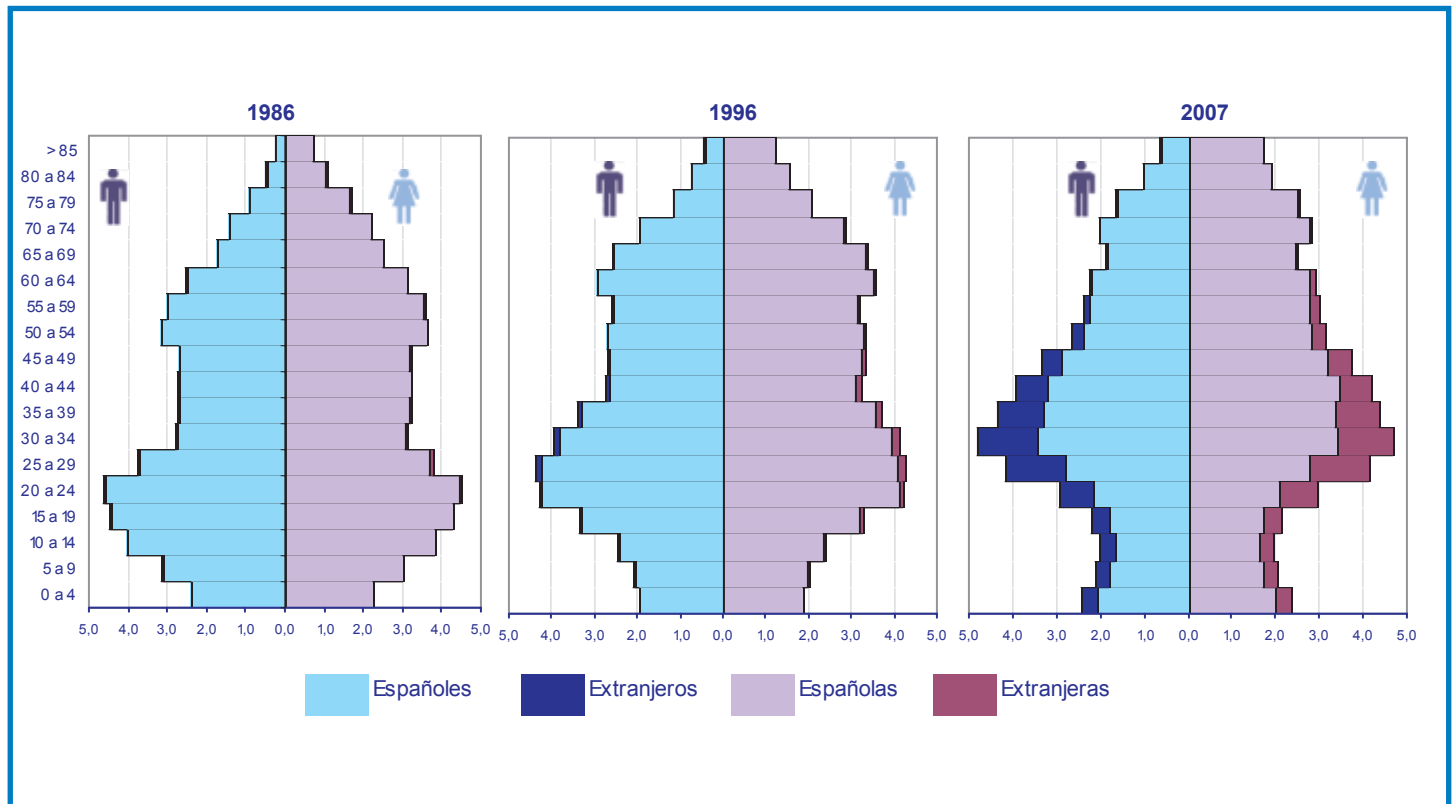 1986
1996
2007
> 85
80 a 84
75 a 79
70 a 74
65 a 69
60 a 64
55 a 59
50 a 54
45 a 49
40 a 44
35 a 39
30 a 34
25 a 29
20 a 24
15 a 19
10 a 14
5 a 9
0 a 4
5,0 4,0 3,0 2,0 1,0 0,0 1,0 2,0 3,0 4,0 5,0
5,0 4,0 3,0 2,0 1,0 0,0 1,0 2,0 3,0 4,0 5,0
5,0 4,0 3,0 2,0 1,0 0,0 1,0 2,0 3,0 4,0 5,0
Españoles Extranjeros Españolas Extranjeras